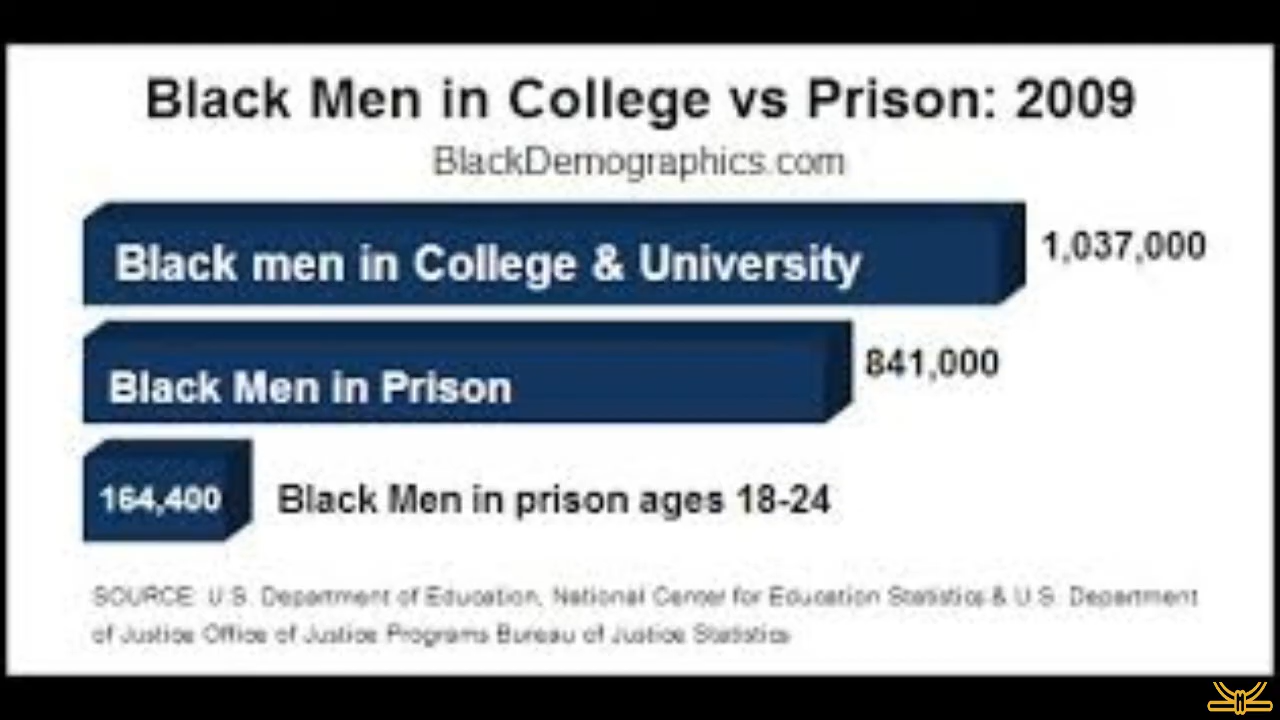 Black Men in College vs Prison: 2009
BlackDemographics.com
Black men in College & University
1,037,000
Black Men in Prison
841,000
164,400
Black Men in prison ages 18-24
SOURCE: U.S. Department of Education, National Center for Education Statistics & U.S. Department
of Justice Office of Justice Programs Bureau of Justice Statistics